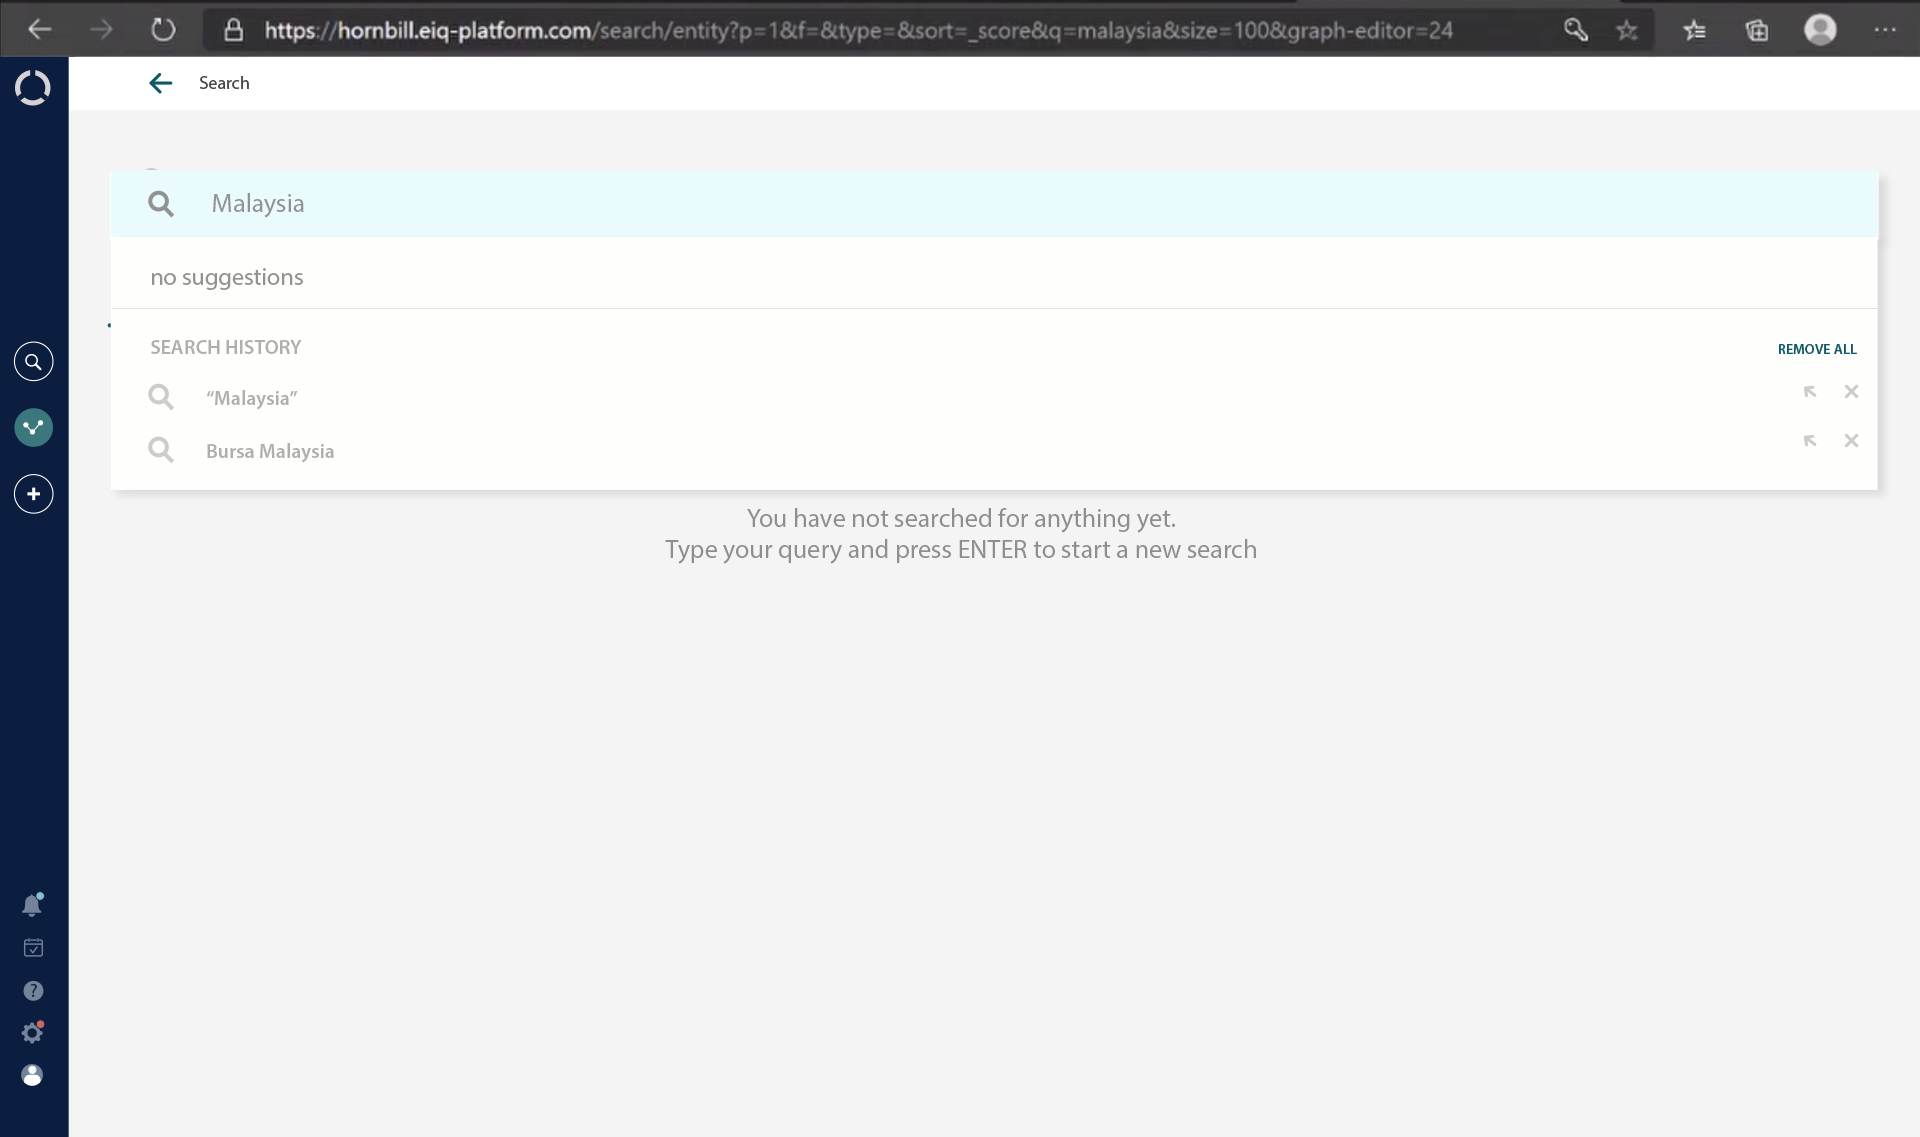 https://hornbill.eiq-platform.com/search/entity?p=1&f=&type=&sort=_score&q=malaysia&size=100&graph-editor=24
Search
Malaysia
no suggestions
SEARCH HISTORY
REMOVE ALL
“Malaysia”
Bursa Malaysia
You have not searched for anything yet.
Type your query and press ENTER to start a new search